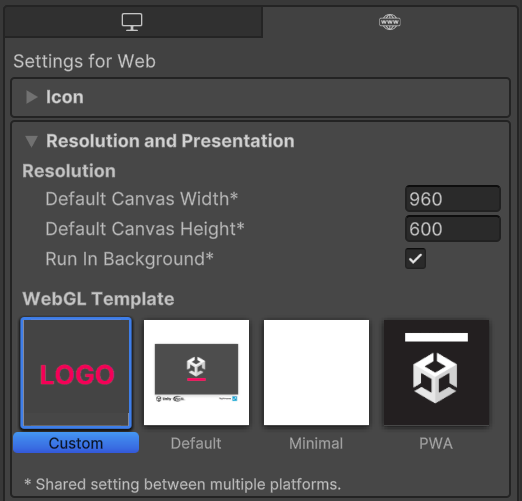 www
Settings for Web
Icon
Resolution and Presentation
Resolution
Default Canvas Width* 960
Default Canvas Height* 600
Run In Background*
WebGL Template
LOGO
Custom Default Minimal PWA
* Shared setting between multiple platforms.